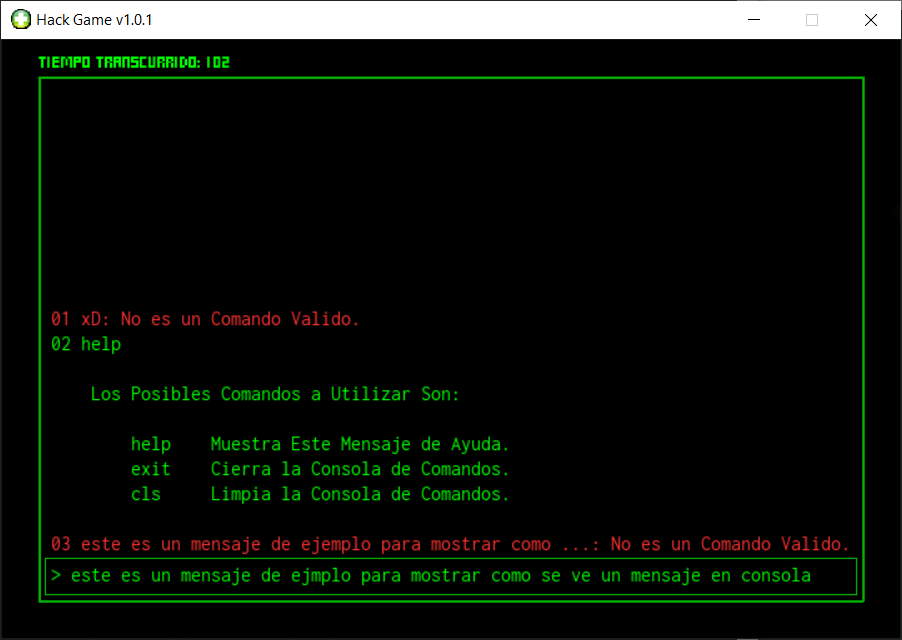 Hack Game v1.0.1
TIEMPO TRANSCURRIDO: 102
01 xD: No es un Comando Valido.
02 help
Los Posibles Comandos a Utilizar Son:
help Muestra Este Mensaje de Ayuda.
exit Cierra la Consola de Comandos.
cls Limpia la Consola de Comandos.
03 este es un mensaje de ejemplo para mostrar como ...: No es un Comando Valido.
> este es un mensaje de ejmplo para mostrar como se ve un mensaje en consola